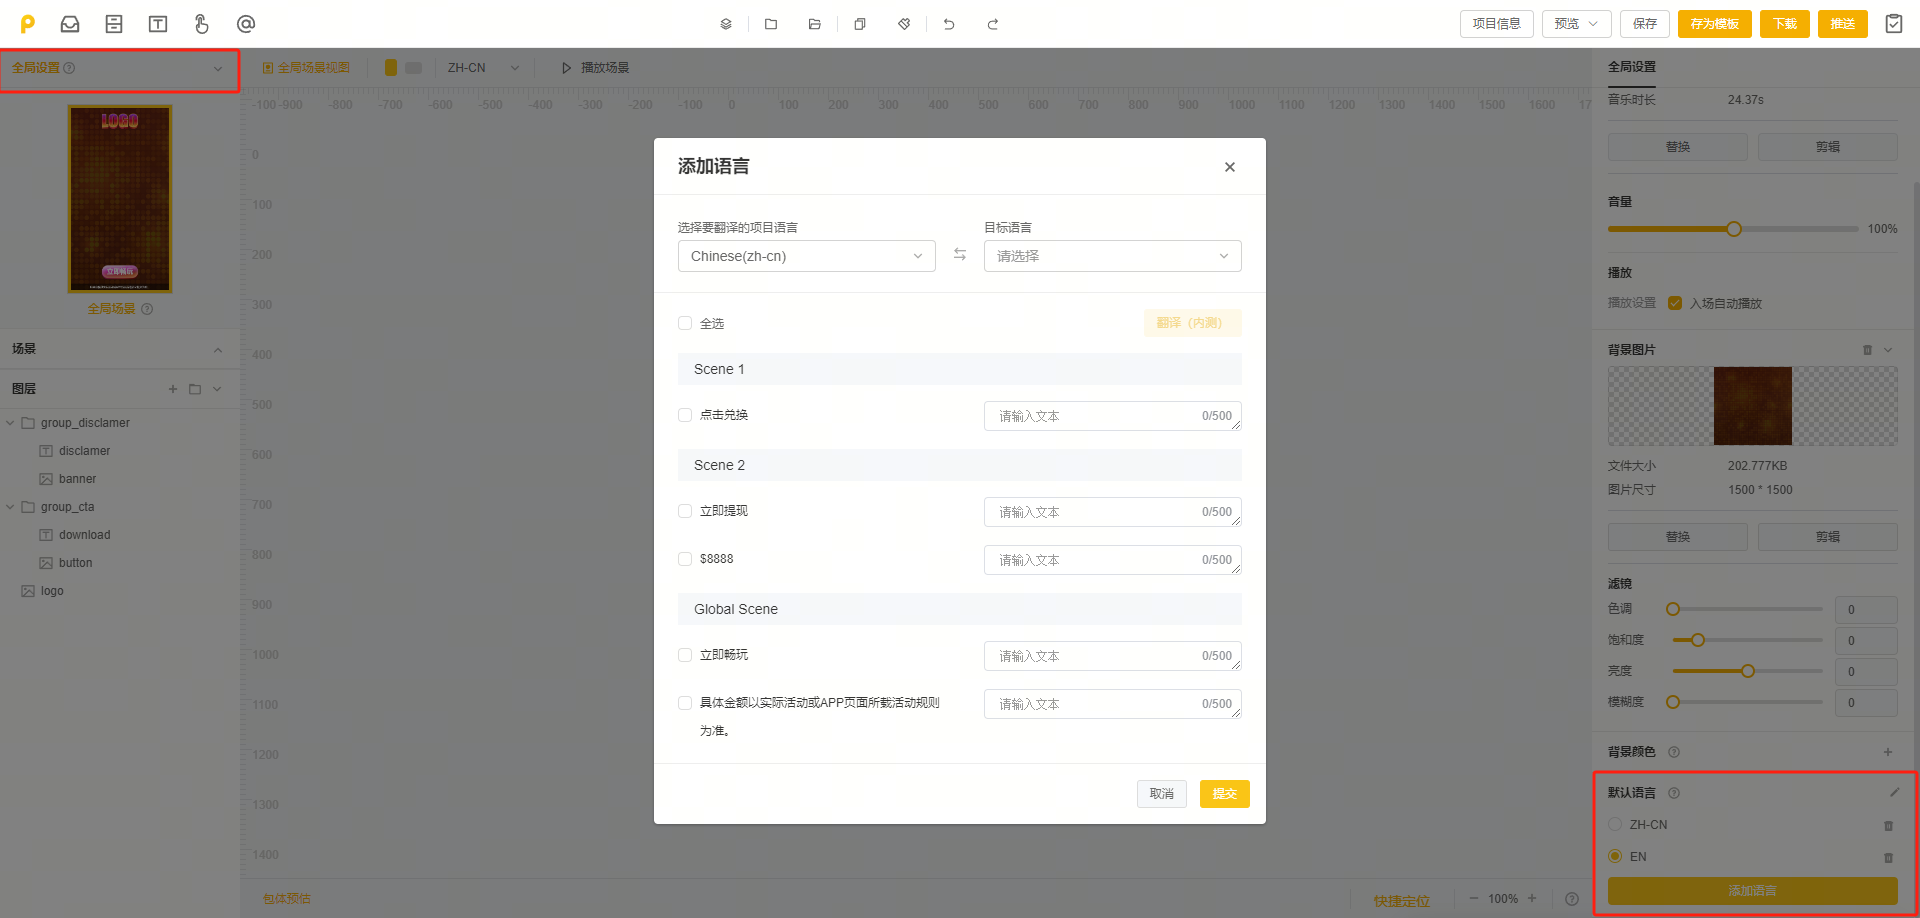 项目信息
预览
保存
存为模板
下载
推送
全局设置
全局场景视图
ZH-CN
播放场景
全局设置
-100 -900 -800 -700 -600 -500 -400 -300 -200 -100 0 100 200 300 400 500 600 700 800 900 1000 1100 1200 1300 1400 1500 1600 17
音乐时长 24.37s
LOGO
立即畅玩
全局场景
场景
图层
group_disclamer
disclamer
banner
group_cta
download
button
logo
0
100
200
300
400
500
600
700
800
900
1000
1100
1200
1300
1400
添加语言
选择要翻译的项目语言
目标语言
Chinese(zh-cn)
请选择
全选
翻译（内测）
Scene 1
点击兑换
请输入文本 0/500
Scene 2
立即提现
请输入文本 0/500
$8888
请输入文本 0/500
Global Scene
立即畅玩
请输入文本 0/500
具体金额以实际活动或APP页面所载活动规则
为准。
请输入文本 0/500
取消
提交
替换
剪辑
音量
100%
播放
播放设置
入场自动播放
背景图片
文件大小 202.777KB
图片尺寸 1500 * 1500
替换
剪辑
滤镜
色调 0
饱和度 0
亮度 0
模糊度 0
背景颜色
默认语言
ZH-CN
EN
添加语言
包体预估
快捷定位
100%